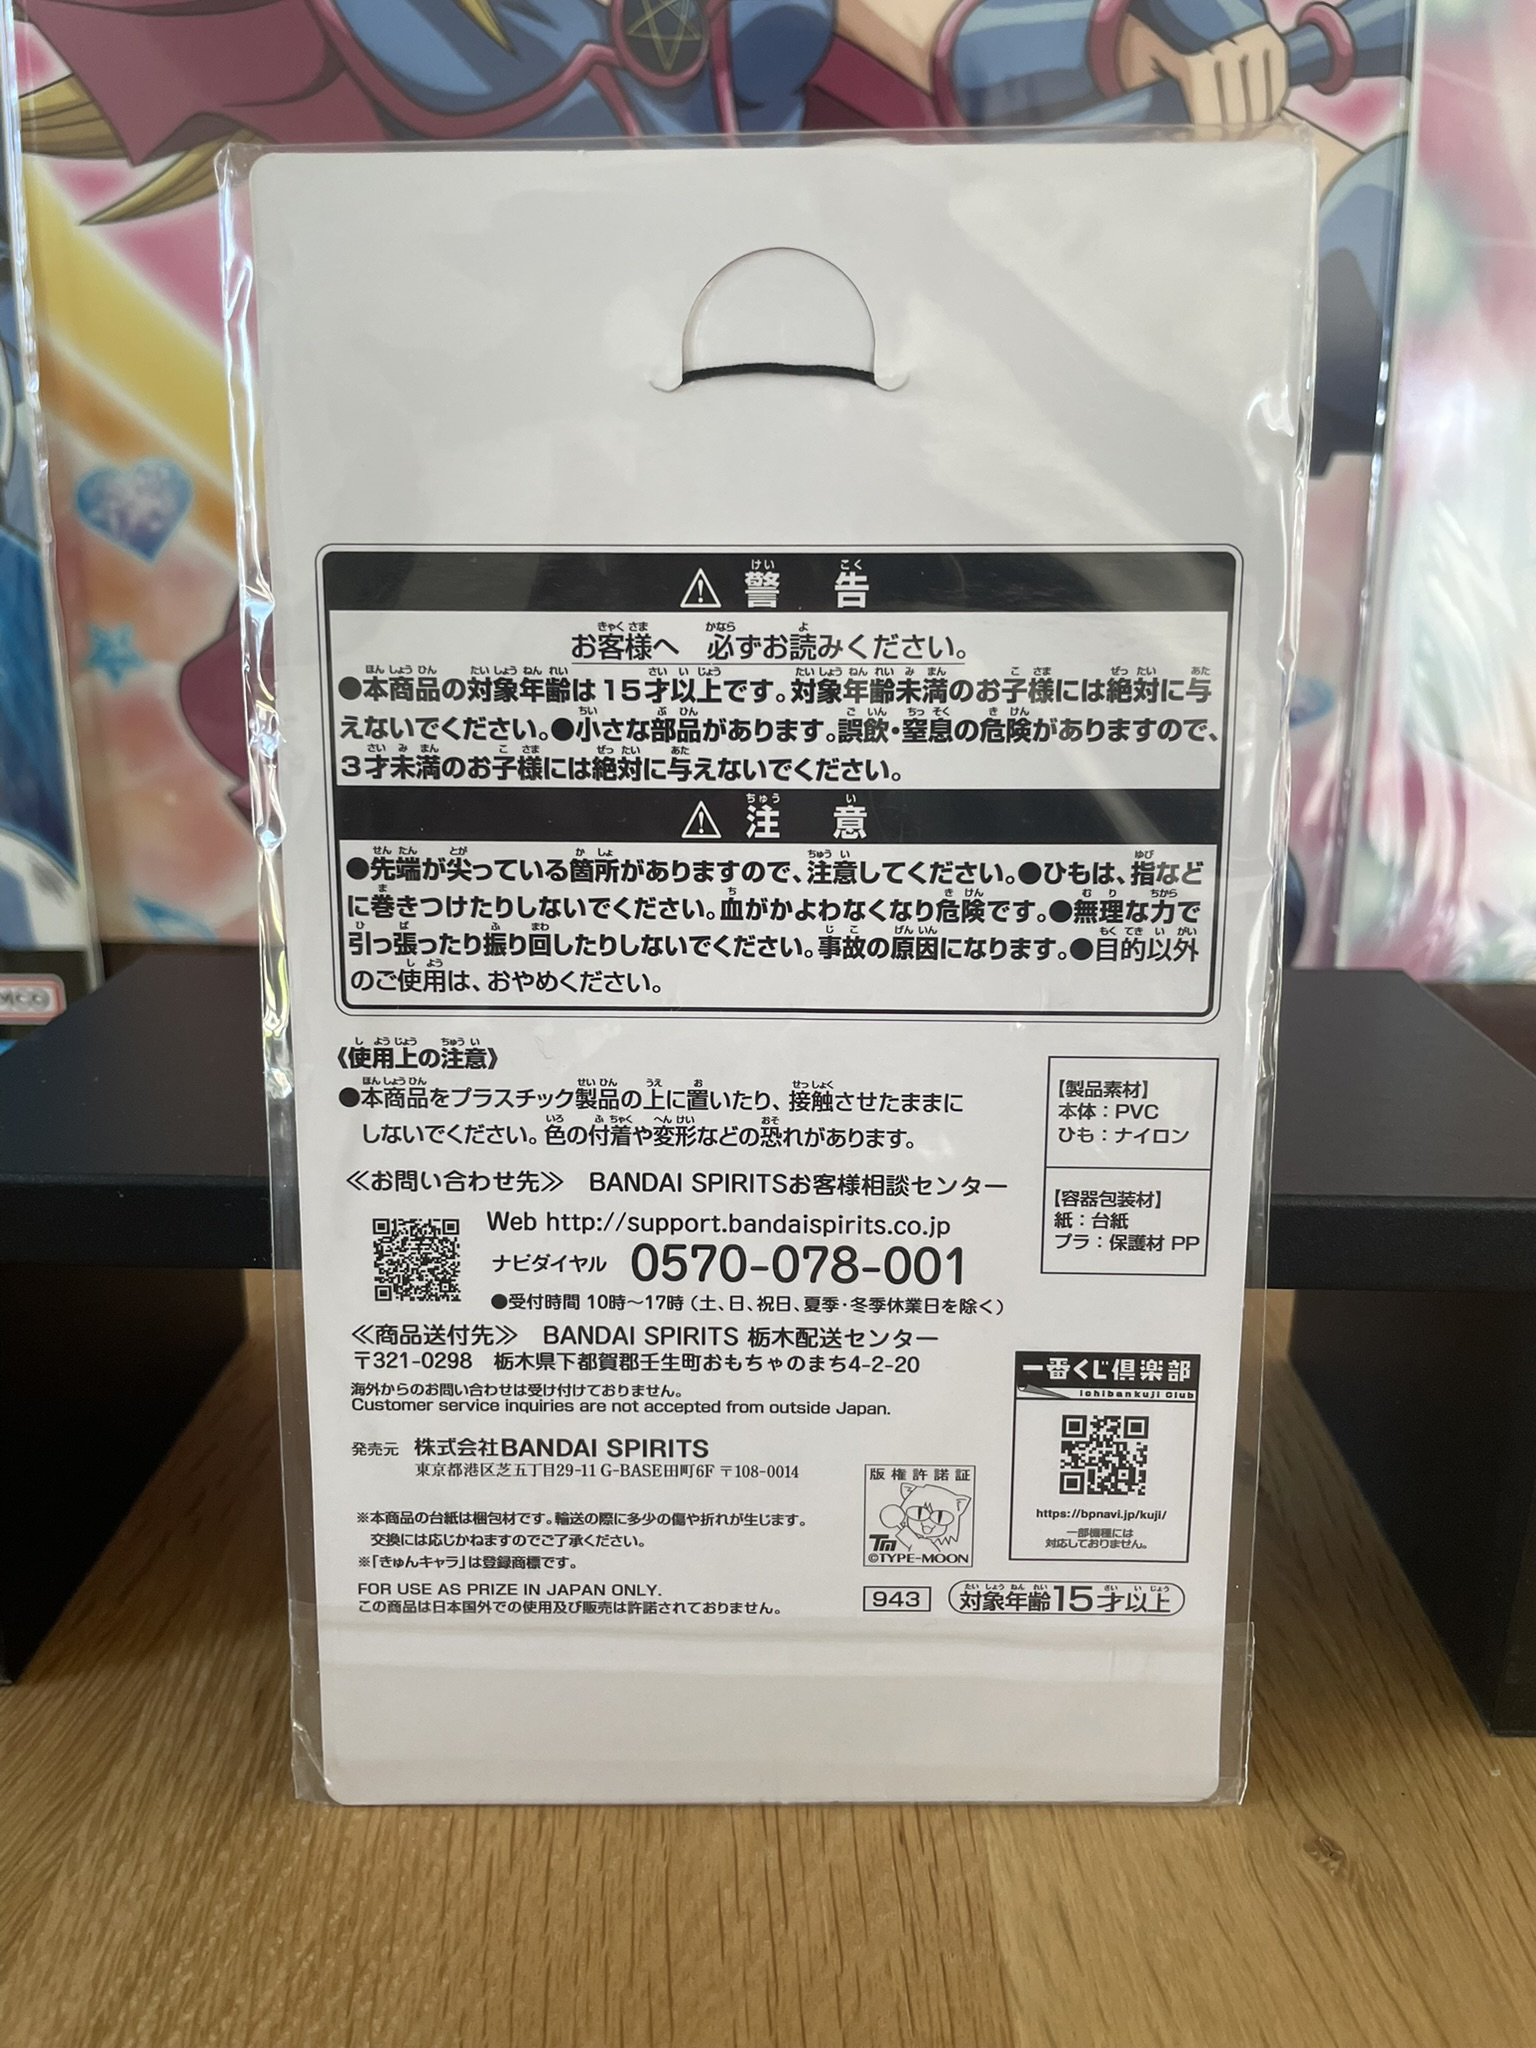 警告
お客様へ 必ずお読みください。
●本商品の対象年齢は15才以上です。対象年齢未満のお子様には絶対に与
えないでください。●小さな部品があります。誤飲・窒息の危険がありますので、
3才未満のお子様には絶対に与えないでください。
注意
●先端が尖っている箇所がありますので、注意してください。●ひもは、指など
に巻きつけたりしないでください。血がかよわなくなり危険です。●無理な力で
引っ張ったり振り回したりしないでください。事故の原因になります。●目的以外
のご使用は、おやめください。
《使用上の注意》
●本商品をプラスチック製品の上に置いたり、接触させたままに
しないでください。色の付着や変形などの恐れがあります。
【製品素材】
本体:PVC
ひも:ナイロン
【容器包装材】
紙:台紙
プラ:保護材 PP
≪お問い合わせ先≫ BANDAI SPIRITSお客様相談センター
Web http://support.bandaispirits.co.jp
ナビダイヤル 0570-078-001
●受付時間 10時～17時(土、日、祝日、夏季・冬季休業日を除く)
≪商品送付先≫ BANDAI SPIRITS 栃木配送センター
〒321-0298 栃木県下都賀郡壬生町おもちゃのまち4-2-20
海外からのお問い合わせは受け付けておりません。
Customer service inquiries are not accepted from outside Japan.
発売元 株式会社BANDAI SPIRITS
東京都港区芝五丁目29-11 G-BASE田町6F 〒108-0014
※本商品の台紙は梱包材です。輸送の際に多少の傷や折れが生じます。
交換には応じかねますのでご了承ください。
※「きゅんキャラ」は登録商標です。
FOR USE AS PRIZE IN JAPAN ONLY.
この商品は日本国外での使用及び販売は許諾されておりません。
版権許諾証
TM
©TYPE-MOON
943
対象年齢15才以上
一番くじ倶楽部
ichibankuji Club
https://bpnavi.jp/kuji/
一部機種には
対応しておりません。